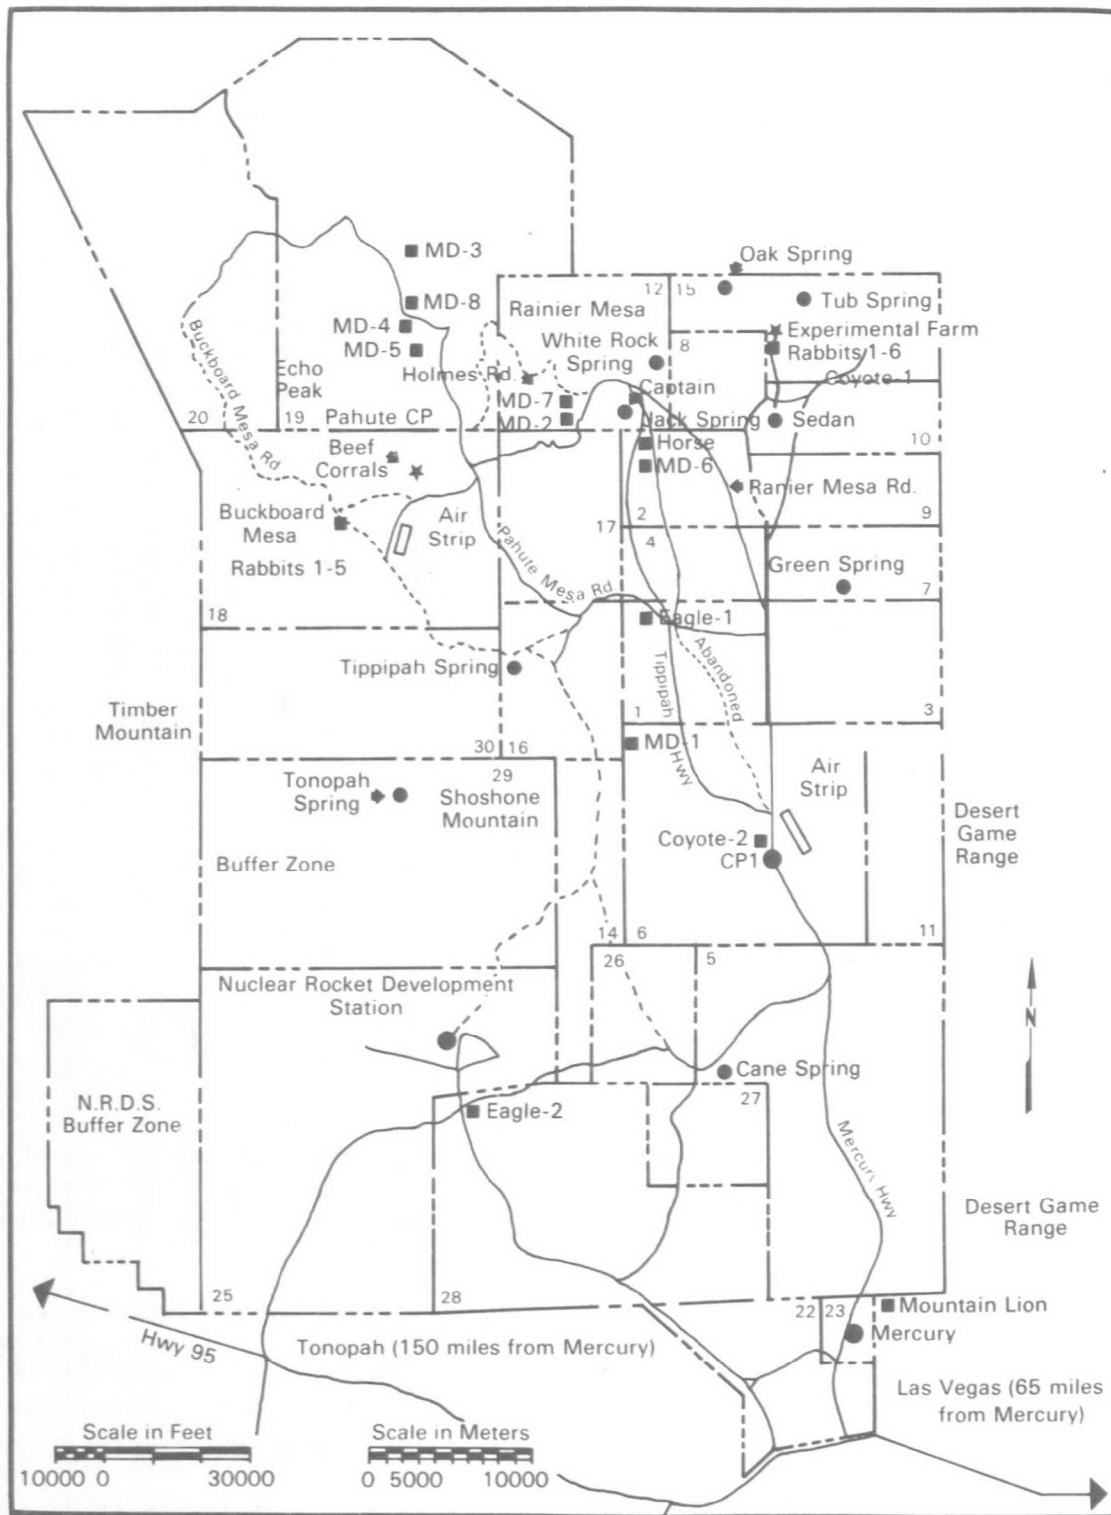 MD-3
Oak Spring
MD-8
Rainier Mesa
12
15
Tub Spring
MD-4
White Rock
Spring
8
Experimental Farm
MD-5
Rabbits 1-6
Buckboard Mesa Rd
Echo
Peak
Holmes Rd.
Captain
Coyote-1
MD-7
20
19
Pahute CP
MD-2
Jack Spring
Sedan
10
Beef
Corrals
Horse
MD-6
Ranier Mesa Rd.
Buckboard
Mesa
Air
Strip
17
2
4
9
Rabbits 1-5
Pahute Mesa Rd
Green Spring
7
18
Eagle-1
Tippipah Spring
Tippipah Hwy
Abandoned
Timber
Mountain
1
3
30
16
MD-1
29
Tonopah
Spring
Shoshone
Mountain
Air
Strip
Desert
Game
Range
Buffer Zone
Coyote-2
CP1
14
6
11
26
5
Nuclear Rocket Development
Station
N
Cane Spring
N.R.D.S.
Buffer Zone
Eagle-2
27
Mercury Hwy
Desert Game
Range
25
28
22
23
Mountain Lion
Mercury
Hwy 95
Tonopah (150 miles from Mercury)
Las Vegas (65 miles
from Mercury)
Scale in Feet
Scale in Meters
10000 0
30000
0 5000
10000